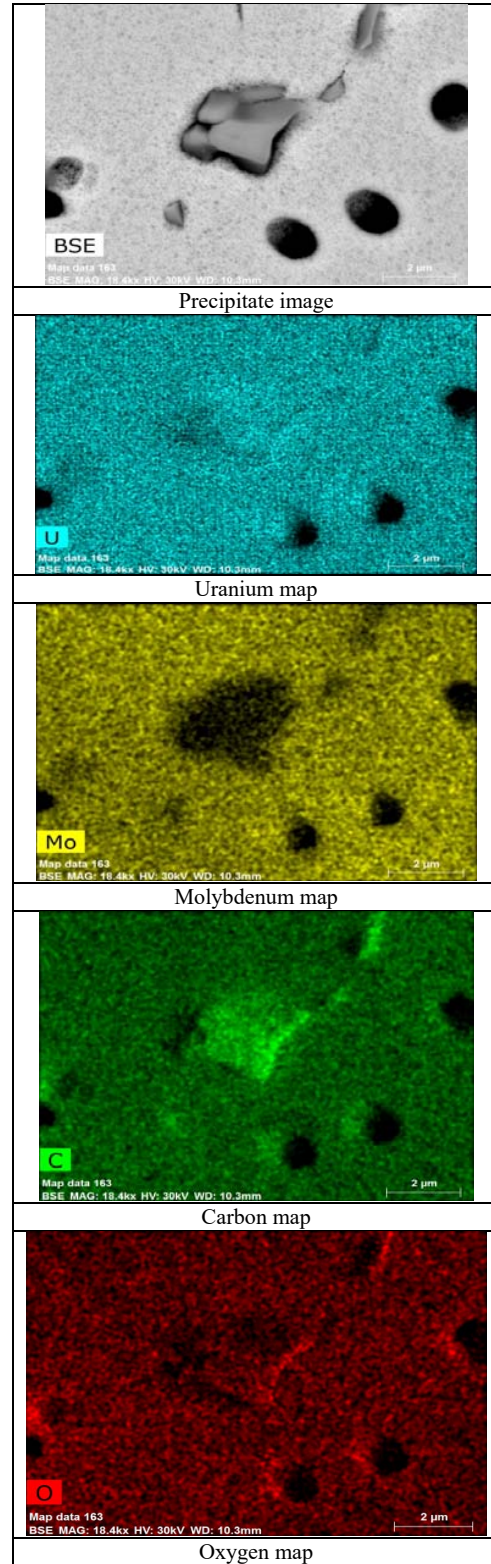 BSE
Map data 163
BSE MAG: 18.4kx HV: 30kV WD: 10.3mm
2 µm
Precipitate image
U
Map data 163
BSE MAG: 18.4kx HV: 30kV WD: 10.3mm
2 µm
Uranium map
Mo
Map data 163
BSE MAG: 18.4kx HV: 30kV WD: 10.3mm
2 µm
Molybdenum map
C
Map data 163
BSE MAG: 18.4kx HV: 30kV WD: 10.3mm
2 µm
Carbon map
O
Map data 163
BSE MAG: 18.4kx HV: 30kV WD: 10.3mm
2 µm
Oxygen map